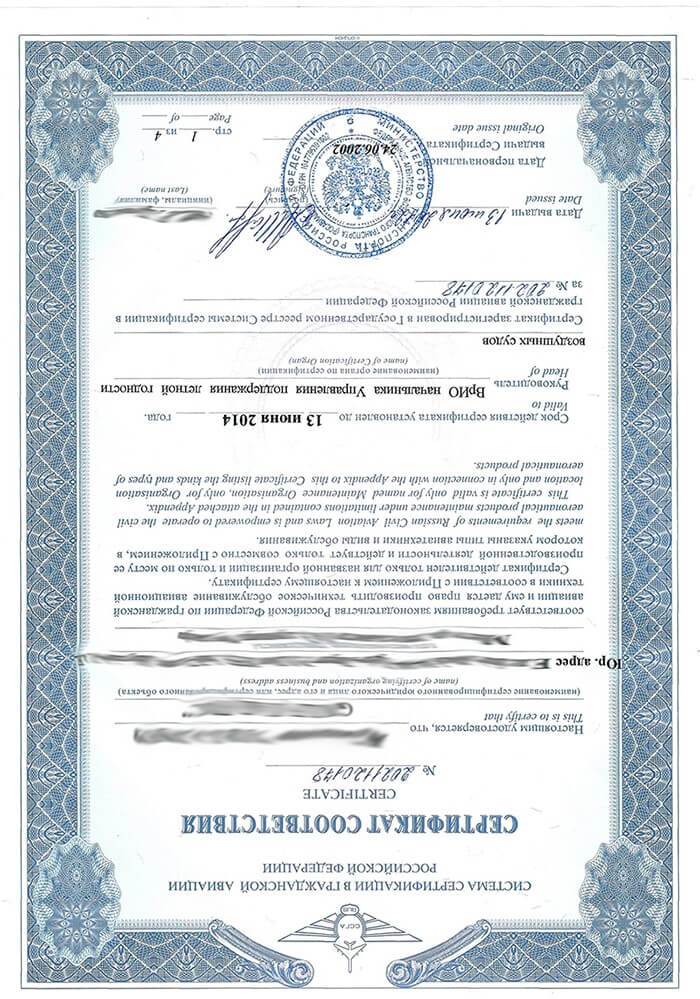 ССГА
СИСТЕМА СЕРТИФИКАЦИИ В ГРАЖДАНСКОЙ АВИАЦИИ
РОССИЙСКОЙ ФЕДЕРАЦИИ
СЕРТИФИКАТ СООТВЕТСТВИЯ
CERTIFICATE
№ 2021120178
Настоящим удостоверяется, что,
This is to certify that
(наименование сертифицированного юридического лица и его адрес, или сертифицированного объекта)
(name of certifying organization and business address)
Юр. адрес
техническое обслуживание
соответствует требованиям законодательства Российской Федерации по гражданской
авиации и ему дается право производить техническое обслуживание авиационной
техники в соответствии с Приложением к настоящему сертификату.
Сертификат действителен только для названной организации и только по месту ее
производственной деятельности и действует только совместно с Приложением, в
котором указаны типы авиатехники и виды обслуживания.
meets the requirements of Russian Civil Aviation Laws and is empowered to operate the civil
aeronautical products maintenance under limitations contained in the attached Appendix.
This certificate is valid only for named Maintenance Organisation, only for Organisation
location and only in connection with the Appendix to this Certificate listing the kinds and types of
aeronautical products.
Срок действия сертификата установлен до 13 июня 2014 года.
Valid to
Руководитель ВрИО начальника Управления поддержания летной годности
Head of
(наименование органа по сертификации)
(name of Certification Organ)
воздушных судов
Сертификат зарегистрирован в Государственном реестре Системы сертификации в
гражданской авиации Российской Федерации
за № 2021120178
Дата выдачи 13 июня
Date issued
(подпись)
(signature)
(инициалы, фамилия)
(Last name)
Дата первоначальной
выдачи Сертификата
Original issue date
24.06.2002
стр. 1 из 4
Page of
МИНИСТЕРСТВО ТРАНСПОРТА РОССИЙСКОЙ ФЕДЕРАЦИИ